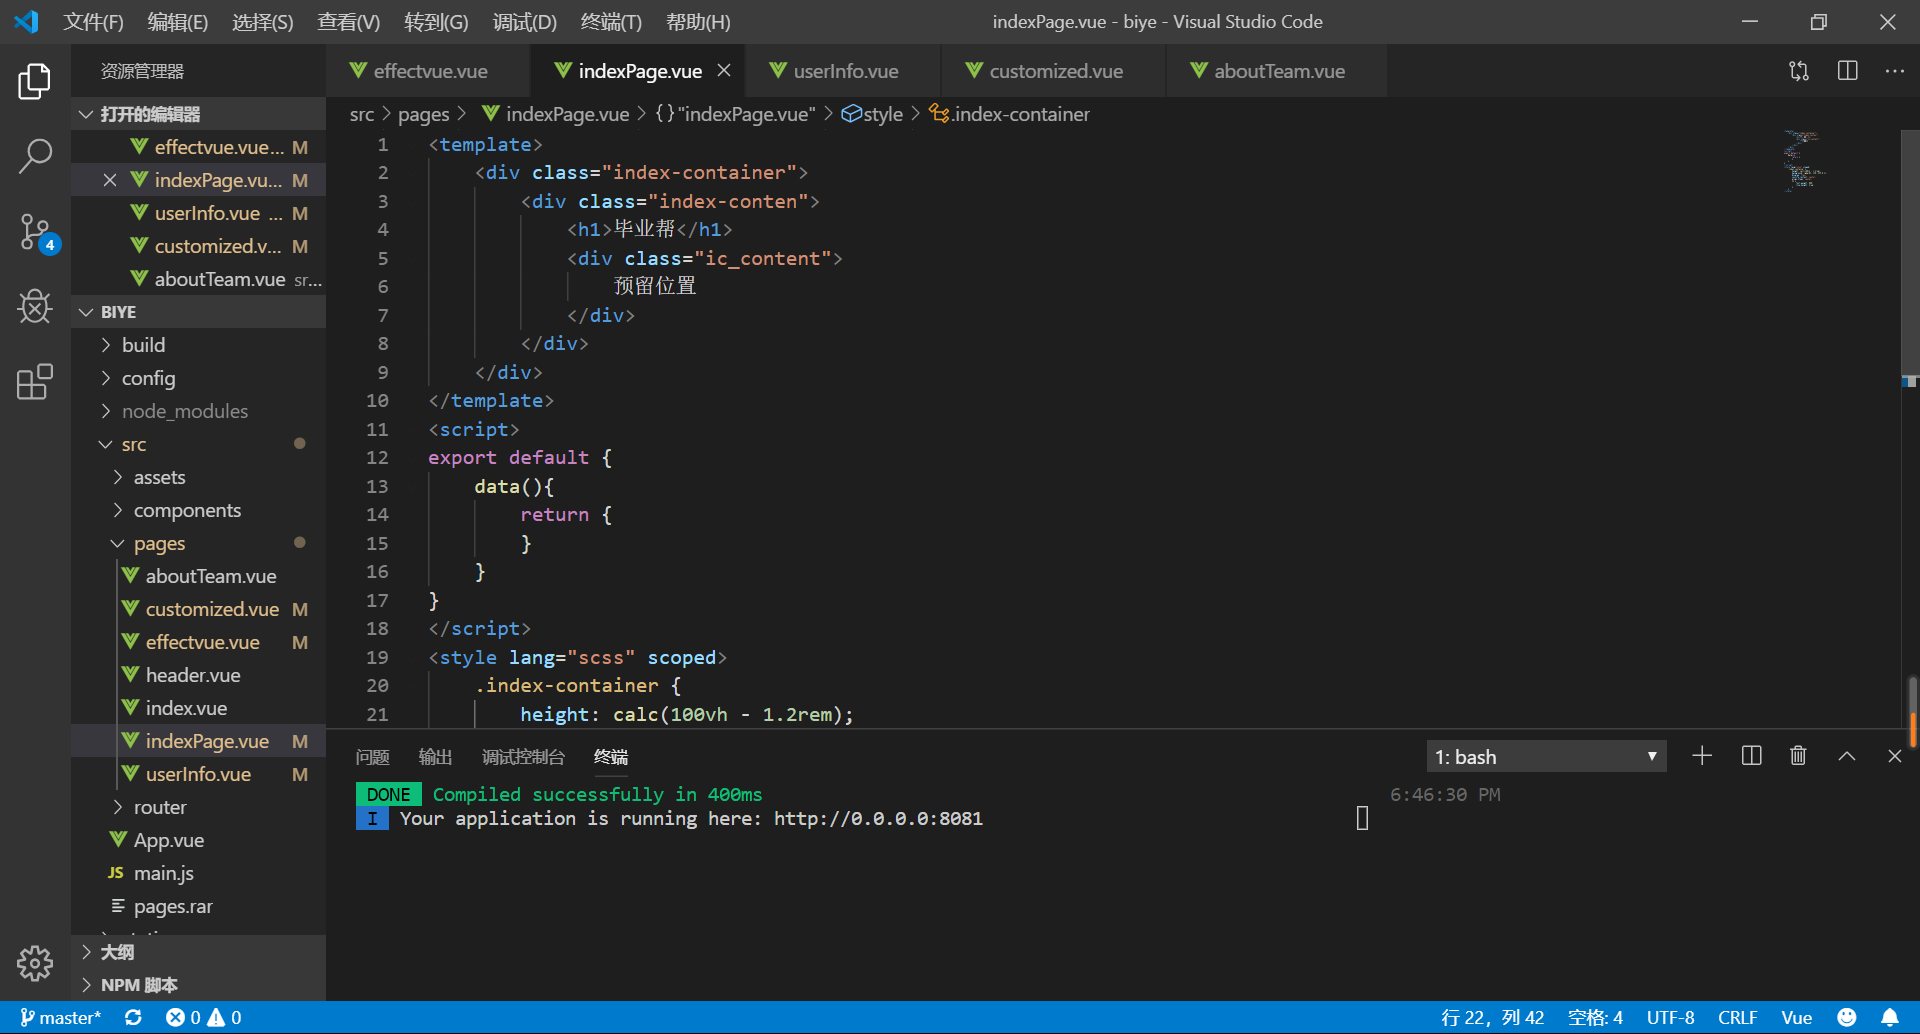 文件(F) 编辑(E) 选择(S) 查看(V) 转到(G) 调试(D) 终端(T) 帮助(H) indexPage.vue - biye - Visual Studio Code
资源管理器
打开的编辑器
effectvue.vue... M
indexPage.vu... M
userInfo.vue ... M
customized.v... M
aboutTeam.vue sr...
BIYE
build
config
node_modules
src
assets
components
pages
aboutTeam.vue
customized.vue M
effectvue.vue M
header.vue
index.vue
indexPage.vue M
userInfo.vue M
router
App.vue
JS main.js
pages.rar
大纲
NPM 脚本
4
effectvue.vue indexPage.vue userInfo.vue customized.vue aboutTeam.vue ...
src > pages > indexPage.vue > {} "indexPage.vue" > style > .index-container
1 <template>
2 <div class="index-container">
3 <div class="index-conten">
4 <h1>毕业帮</h1>
5 <div class="ic_content">
6 预留位置
7 </div>
8 </div>
9 </div>
10 </template>
11 <script>
12 export default {
13 data(){
14 return {
15 }
16 }
17 }
18 </script>
19 <style lang="scss" scoped>
20 .index-container {
21 height: calc(100vh - 1.2rem);
问题 输出 调试控制台 终端 1: bash
DONE Compiled successfully in 400ms 6:46:30 PM
I Your application is running here: http://0.0.0.0:8081
master* 0 0 行 22，列 42 空格: 4 UTF-8 CRLF Vue